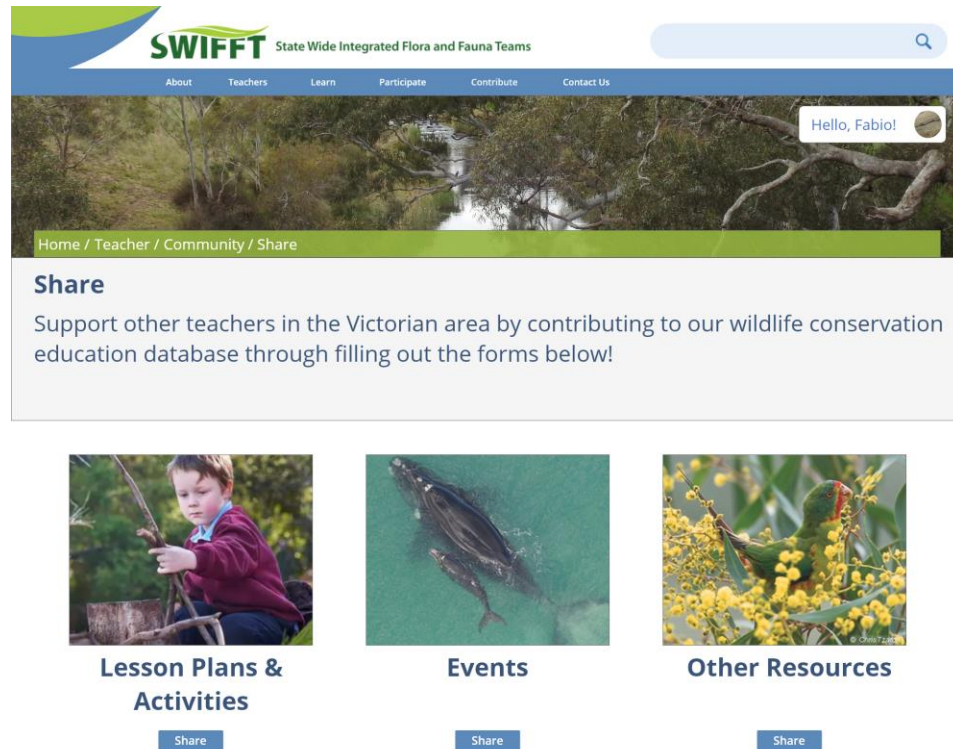 SWIFFT State Wide Integrated Flora and Fauna Teams
About Teachers Learn Participate Contribute Contact Us
Hello, Fabio!
Home / Teacher / Community / Share
Share
Support other teachers in the Victorian area by contributing to our wildlife conservation
education database through filling out the forms below!
© Chris
Lesson Plans &
Activities
Events
Other Resources
Share
Share
Share